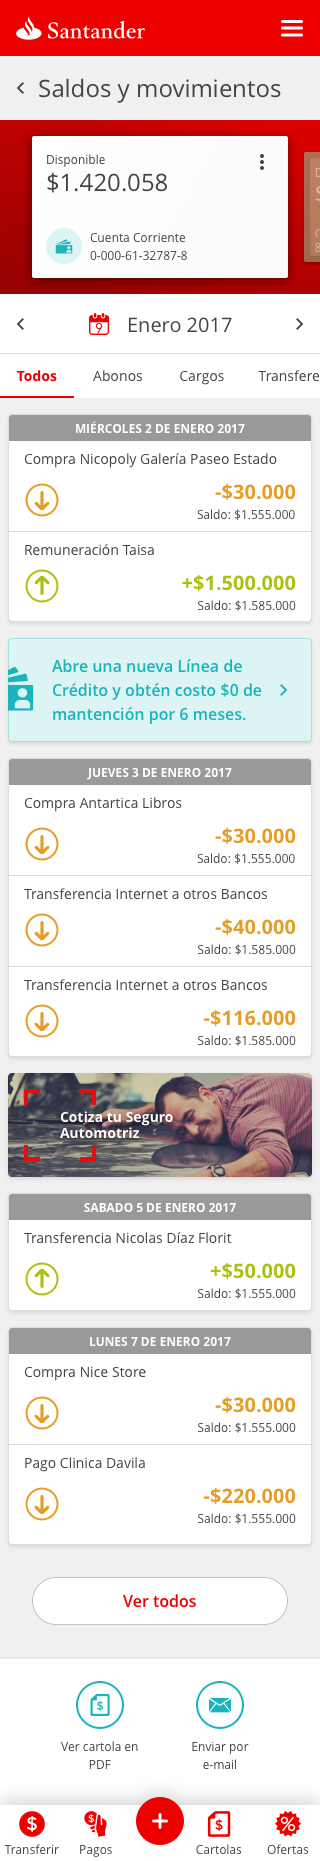 Santander
Saldos y movimientos
Disponible
$1.420.058
Cuenta Corriente
0-000-61-32787-8
9
Enero 2017
Todos Abonos Cargos Transfere
MIÉRCOLES 2 DE ENERO 2017
Compra Nicopoly Galería Paseo Estado
-$30.000
Saldo: $1.555.000
Remuneración Taisa
+$1.500.000
Saldo: $1.585.000
Abre una nueva Línea de
Crédito y obtén costo $0 de
mantención por 6 meses.
JUEVES 3 DE ENERO 2017
Compra Antartica Libros
-$30.000
Saldo: $1.555.000
Transferencia Internet a otros Bancos
-$40.000
Saldo: $1.585.000
Transferencia Internet a otros Bancos
-$116.000
Saldo: $1.585.000
Cotiza tu Seguro
Automotriz
SABADO 5 DE ENERO 2017
Transferencia Nicolas Díaz Florit
+$50.000
Saldo: $1.555.000
LUNES 7 DE ENERO 2017
Compra Nice Store
-$30.000
Saldo: $1.555.000
Pago Clinica Davila
-$220.000
Saldo: $1.555.000
Ver todos
Ver cartola en
PDF
Enviar por
e-mail
Transferir Pagos Cartolas Ofertas